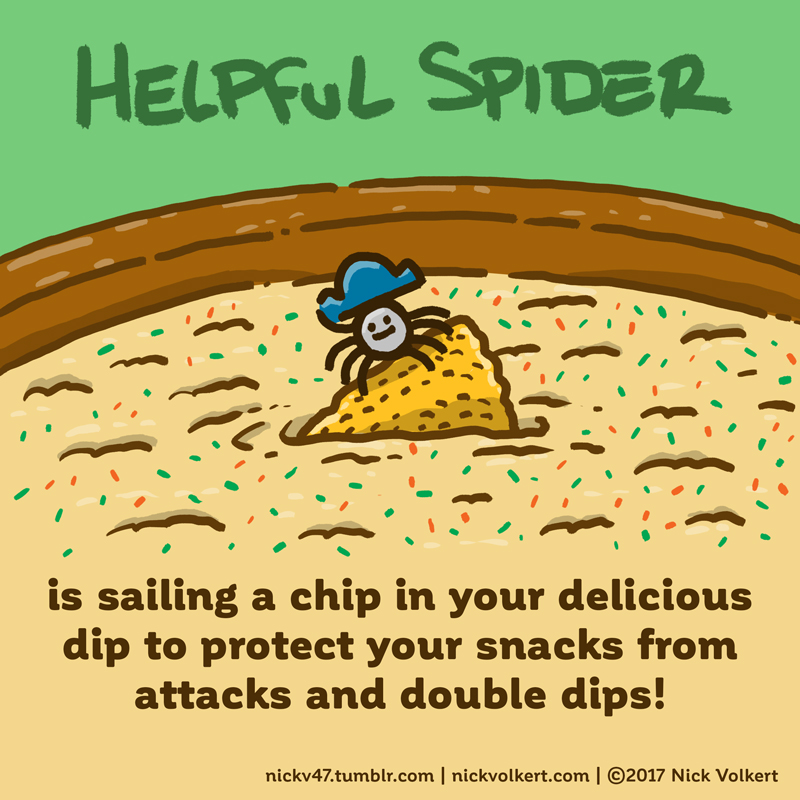 HELPFUL SPIDER
is sailing a chip in your delicious
dip to protect your snacks from
attacks and double dips!
nickv47.tumblr.com | nickvolkert.com | ©2017 Nick Volkert